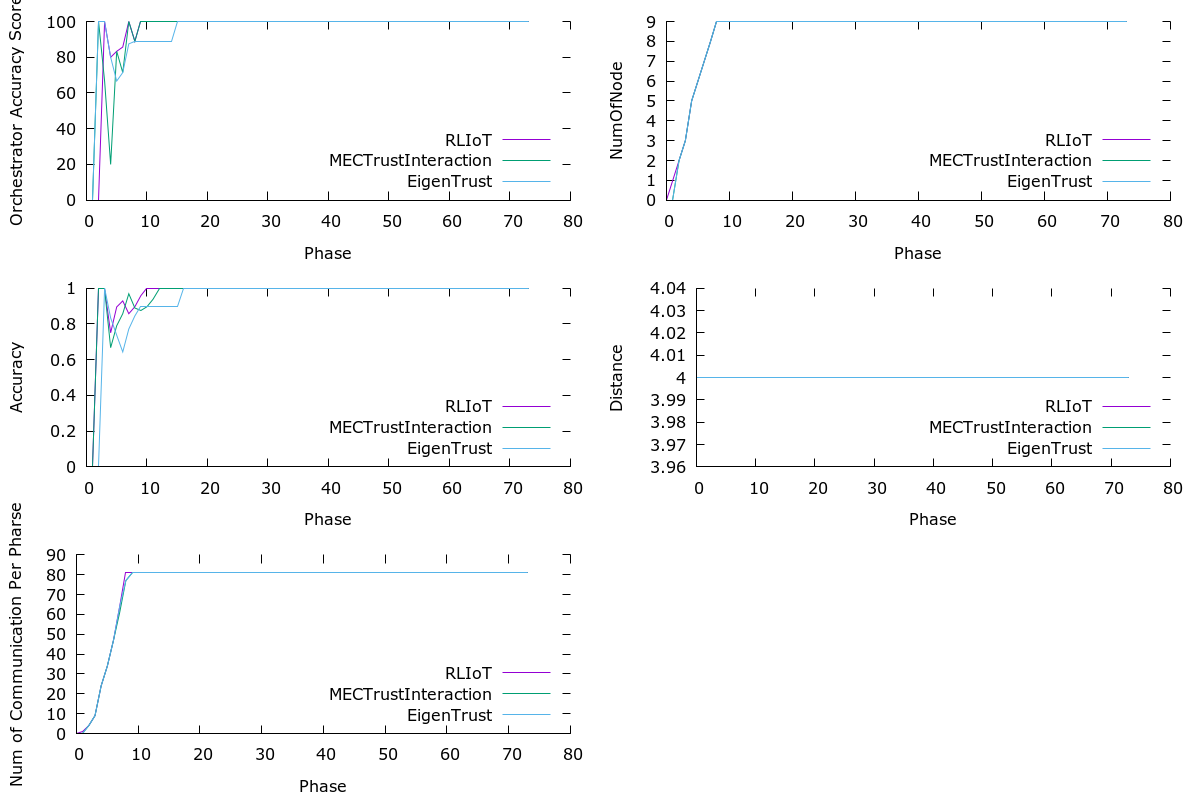 Orchestrator Accuracy Score
100
80
60
40
20
0
RLIoT
MECTrustInteraction
EigenTrust
0 10 20 30 40 50 60 70 80
Phase
NumOfNode
9
8
7
6
5
4
3
2
1
0
RLIoT
MECTrustInteraction
EigenTrust
0 10 20 30 40 50 60 70 80
Phase
Accuracy
1
0.8
0.6
0.4
0.2
0
RLIoT
MECTrustInteraction
EigenTrust
0 10 20 30 40 50 60 70 80
Phase
Distance
4.04
4.03
4.02
4.01
4
3.99
3.98
3.97
3.96
RLIoT
MECTrustInteraction
EigenTrust
0 10 20 30 40 50 60 70 80
Phase
Num of Communication Per Pharse
90
80
70
60
50
40
30
20
10
0
RLIoT
MECTrustInteraction
EigenTrust
0 10 20 30 40 50 60 70 80
Phase